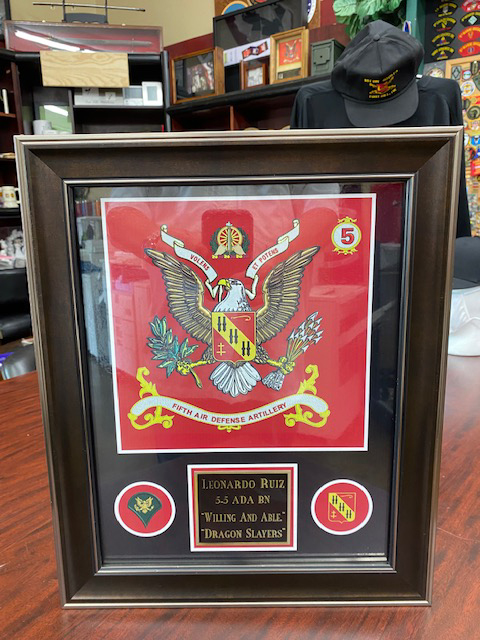 VOLENS ET POTENS
5
FIFTH AIR DEFENSE ARTILLERY
LEONARDO RUIZ
5-5 ADA BN
"WILLING AND ABLE"
"DRAGON SLAYERS"